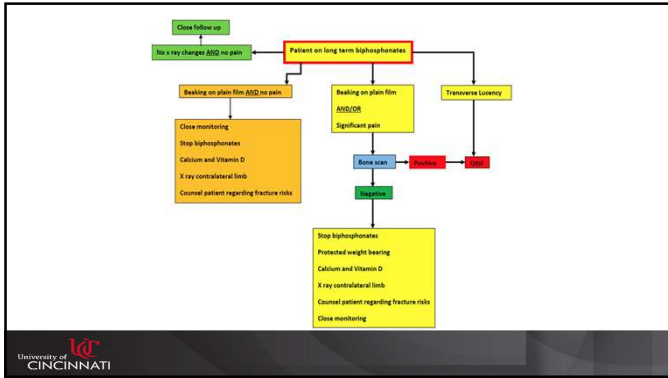 Close follow up
No x ray changes AND no pain
Patient on long term biphosphonates
Beaking on plain film AND no pain
Beaking on plain film
AND/OR
Significant pain
Transverse Lucency
Close monitoring
Stop biphosphonates
Calcium and Vitamin D
X ray contralateral limb
Counsel patient regarding fracture risks
Bone scan
Positive
ORIF
Negative
Stop biphosphonates
Protected weight bearing
Calcium and Vitamin D
X ray contralateral limb
Counsel patient regarding fracture risks
Close monitoring
University of
CINCINNATI